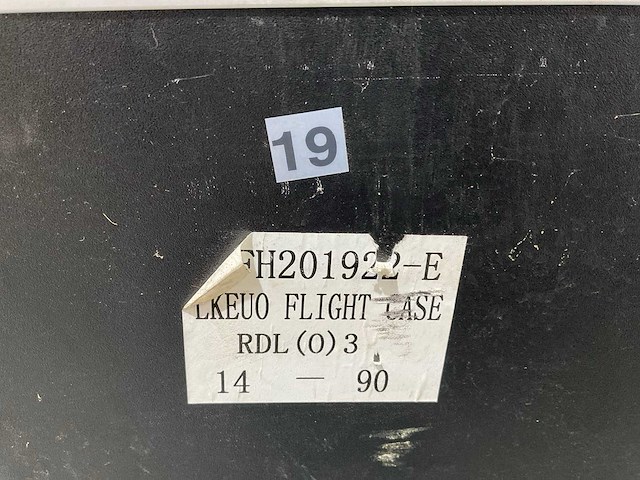 19
FH201922-E
LKEUO FLIGHT CASE
RDL(O)3
14 — 90